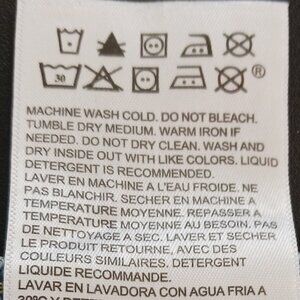 30 ®
MACHINE WASH COLD. DO NOT BLEACH.
TUMBLE DRY MEDIUM. WARM IRON IF
NEEDED. DO NOT DRY CLEAN. WASH AND
DRY INSIDE OUT WITH LIKE COLORS. LIQUID
DETERGENT IS RECOMMENDED.
LAVER EN MACHINE A L'EAU FROIDE. NE
PAS BLANCHIR. SECHER EN MACHINE A
TEMPERATURE MOYENNE. REPASSER A
TEMPERATURE MOYENNE AU BESOIN. PAS
DE NETTOYAGE A SEC. LAVER ET SECHER
LE PRODUIT RETOURNE, AVEC DES
COULEURS SIMILAIRES. DETERGENT
LIQUIDE RECOMMANDE.
LAVAR EN LAVADORA CON AGUA FRIA A
30ºC Y